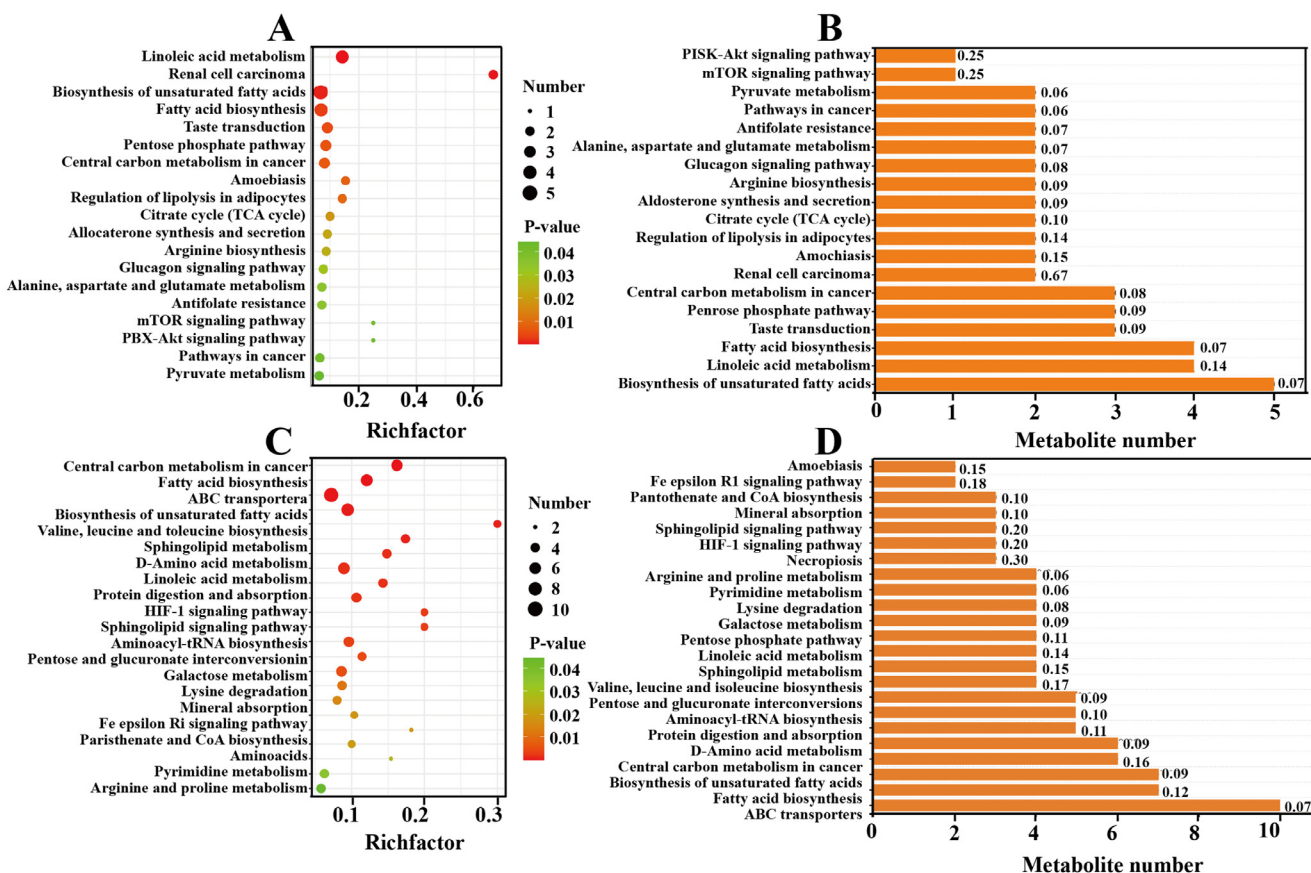 A
Linoleic acid metabolism
Renal cell carcinoma
Biosynthesis of unsaturated fatty acids
Fatty acid biosynthesis
Taste transduction
Pentose phosphate pathway
Central carbon metabolism in cancer
Amoebiasis
Regulation of lipolysis in adipocytes
Citrate cycle (TCA cycle)
Allocaterone synthesis and secretion
Arginine biosynthesis
Glucagon signaling pathway
Alanine, aspartate and glutamate metabolism
Antifolate resistance
mTOR signaling pathway
PBX-Akt signaling pathway
Pathways in cancer
Pyruvate metabolism
0.2 0.4 0.6
Richfactor
Number
1
2
3
4
5
P-value
0.04
0.03
0.02
0.01
B
PISK-Akt signaling pathway 0.25
mTOR signaling pathway 0.25
Pyruvate metabolism 0.06
Pathways in cancer 0.06
Antifolate resistance 0.07
Alanine, aspartate and glutamate metabolism 0.07
Glucagon signaling pathway 0.08
Arginine biosynthesis 0.09
Aldosterone synthesis and secretion 0.09
Citrate cycle (TCA cycle) 0.10
Regulation of lipolysis in adipocytes 0.14
Amochiasis 0.15
Renal cell carcinoma 0.67
Central carbon metabolism in cancer 0.08
Penrose phosphate pathway 0.09
Taste transduction 0.09
Fatty acid biosynthesis 0.07
Linoleic acid metabolism 0.14
Biosynthesis of unsaturated fatty acids 0.07
0 1 2 3 4 5
Metabolite number
C
Central carbon metabolism in cancer
Fatty acid biosynthesis
ABC transportera
Biosynthesis of unsaturated fatty acids
Valine, leucine and toleucine biosynthesis
Sphingolipid metabolism
D-Amino acid metabolism
Linoleic acid metabolism
Protein digestion and absorption
HIF-1 signaling pathway
Sphingolipid signaling pathway
Aminoacyl-tRNA biosynthesis
Pentose and glucuronate interconversionin
Galactose metabolism
Lysine degradation
Mineral absorption
Fe epsilon Ri signaling pathway
Paristhenate and CoA biosynthesis
Aminoacids
Pyrimidine metabolism
Arginine and proline metabolism
0.1 0.2 0.3
Richfactor
Number
2
4
6
8
10
P-value
0.04
0.03
0.02
0.01
D
Amoebiasis 0.15
Fe epsilon R1 signaling pathway 0.18
Pantothenate and CoA biosynthesis 0.10
Mineral absorption 0.10
Sphingolipid signaling pathway 0.20
HIF-1 signaling pathway 0.20
Necropiosis 0.30
Arginine and proline metabolism 0.06
Pyrimidine metabolism 0.06
Lysine degradation 0.08
Galactose metabolism 0.09
Pentose phosphate pathway 0.11
Linoleic acid metabolism 0.14
Sphingolipid metabolism 0.15
Valine, leucine and isoleucine biosynthesis 0.17
Pentose and glucuronate interconversions 0.09
Aminoacyl-tRNA biosynthesis 0.10
Protein digestion and absorption 0.11
D-Amino acid metabolism 0.09
Central carbon metabolism in cancer 0.16
Biosynthesis of unsaturated fatty acids 0.09
Fatty acid biosynthesis 0.12
ABC transporters 0.07
0 2 4 6 8 10
Metabolite number